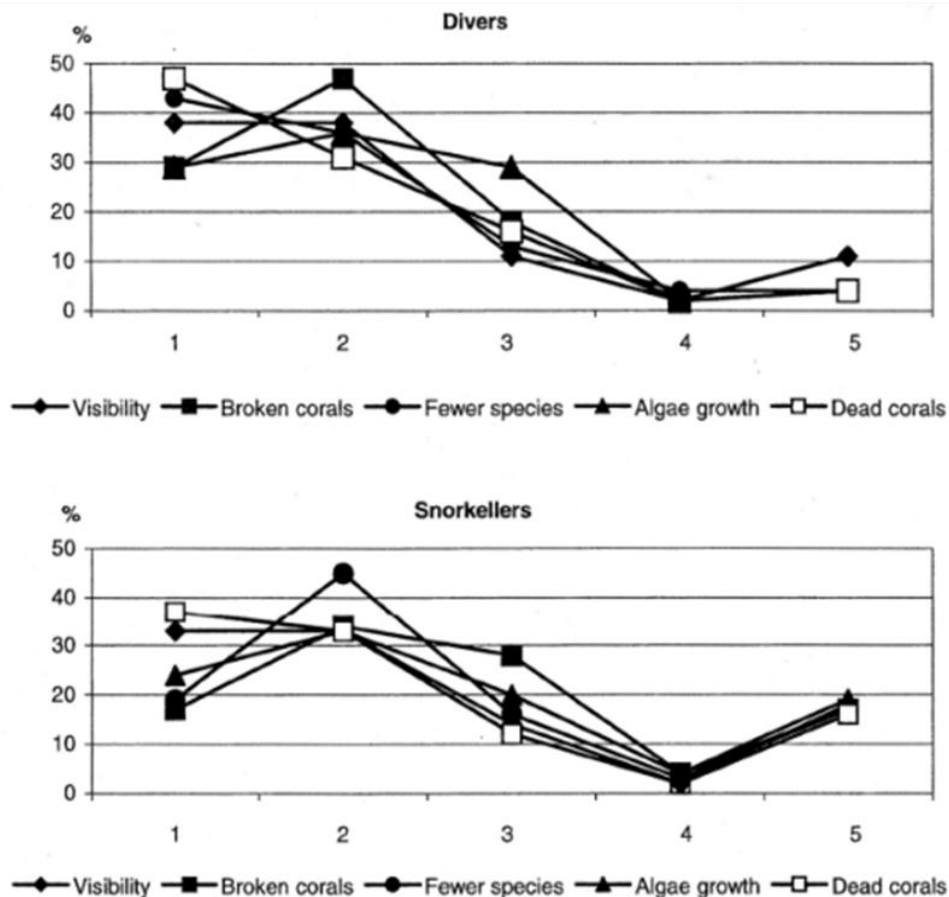 Divers
%
50
40
30
20
10
0
1 2 3 4 5
Visibility Broken corals Fewer species Algae growth Dead corals
Snorkellers
%
50
40
30
20
10
0
1 2 3 4 5
Visibility Broken corals Fewer species Algae growth Dead corals